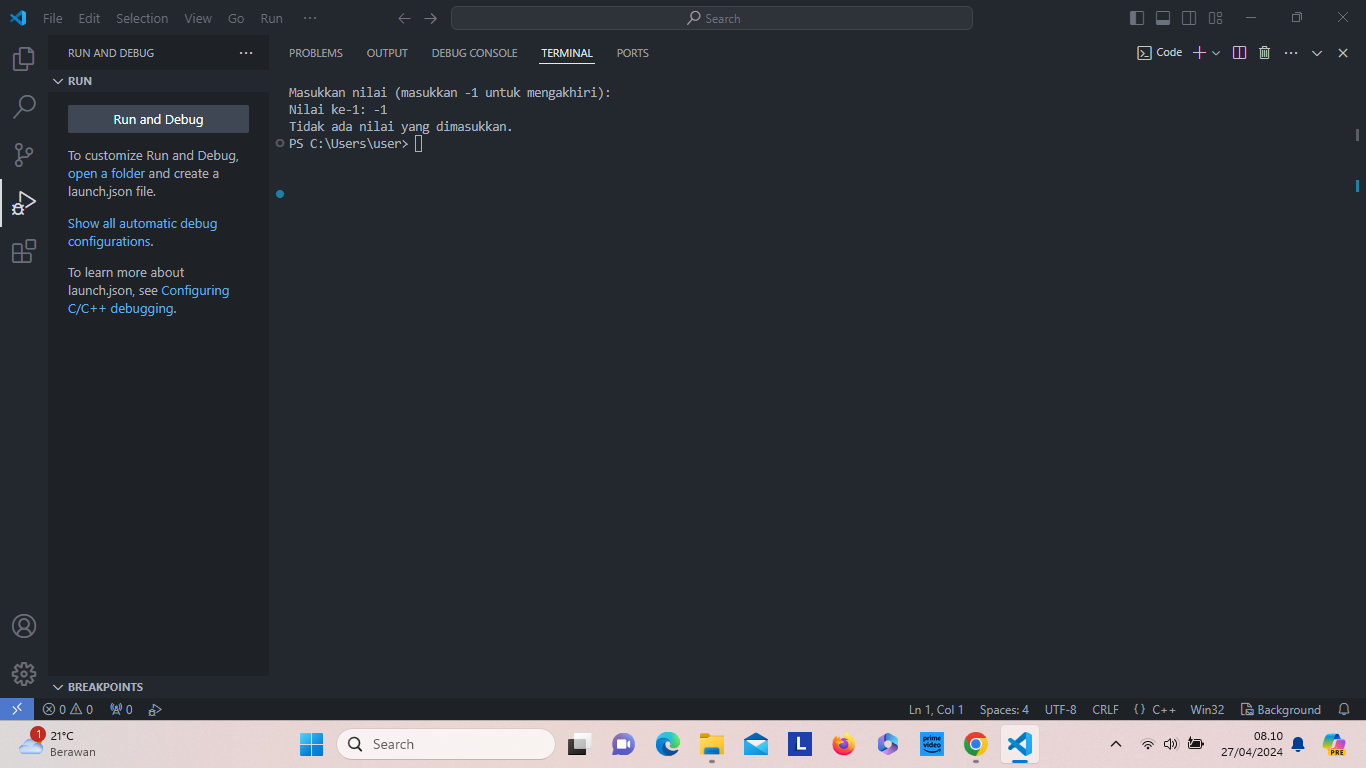 File Edit Selection View Go Run ···
Search
RUN AND DEBUG ···
RUN
Run and Debug
To customize Run and Debug,
open a folder and create a
launch.json file.
Show all automatic debug
configurations.
To learn more about
launch.json, see Configuring
C/C++ debugging.
BREAKPOINTS
PROBLEMS OUTPUT DEBUG CONSOLE TERMINAL PORTS
Code
Masukkan nilai (masukkan -1 untuk mengakhiri):
Nilai ke-1: -1
Tidak ada nilai yang dimasukkan.
PS C:\Users\user>
0 0 0
Ln 1, Col 1 Spaces: 4 UTF-8 CRLF {} C++ Win32 Background
1
21°C
Berawan
Search
L
prime
video
08.10
27/04/2024
PRE